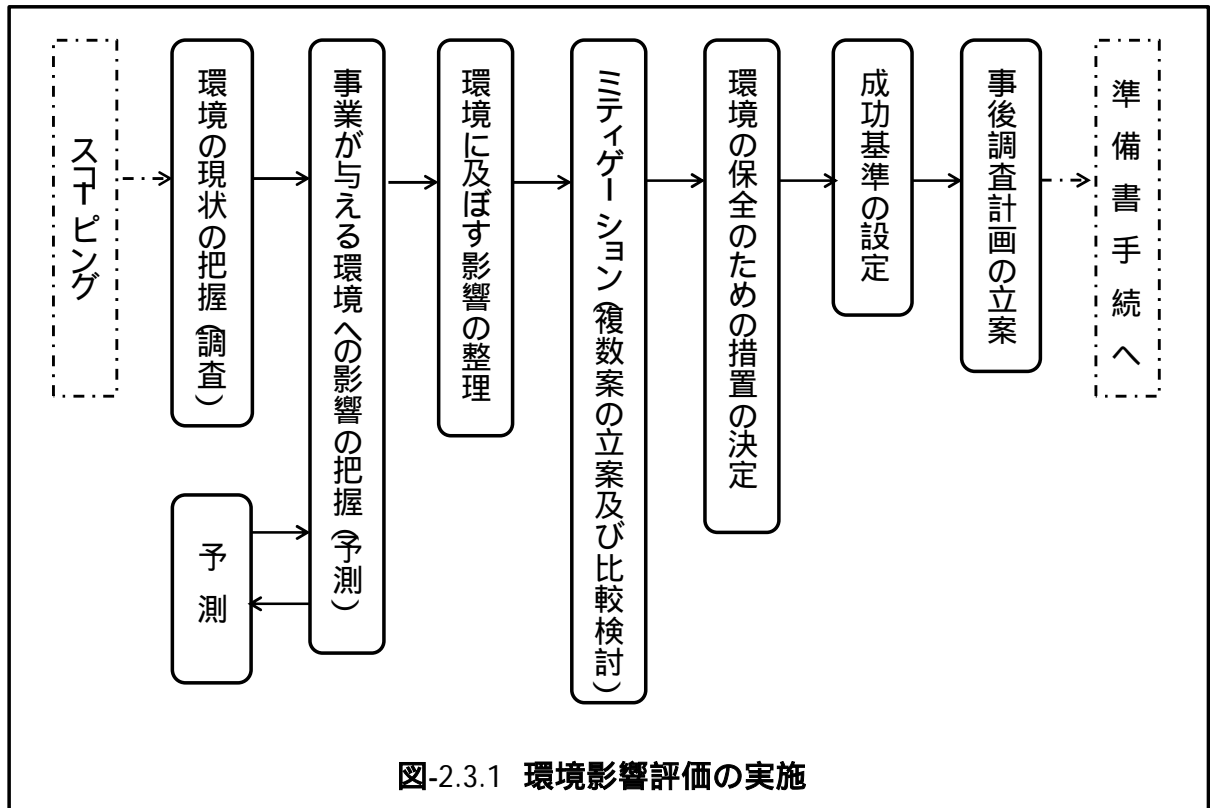 スコーピング
環境の現状の把握(調査)
予測
事業が与える環境への影響の把握(予測)
環境に及ぼす影響の整理
ミティゲーション(複数案の立案及び比較検討)
環境の保全のための措置の決定
成功基準の設定
事後調査計画の立案
準備書手続へ
図-2.3.1 環境影響評価の実施